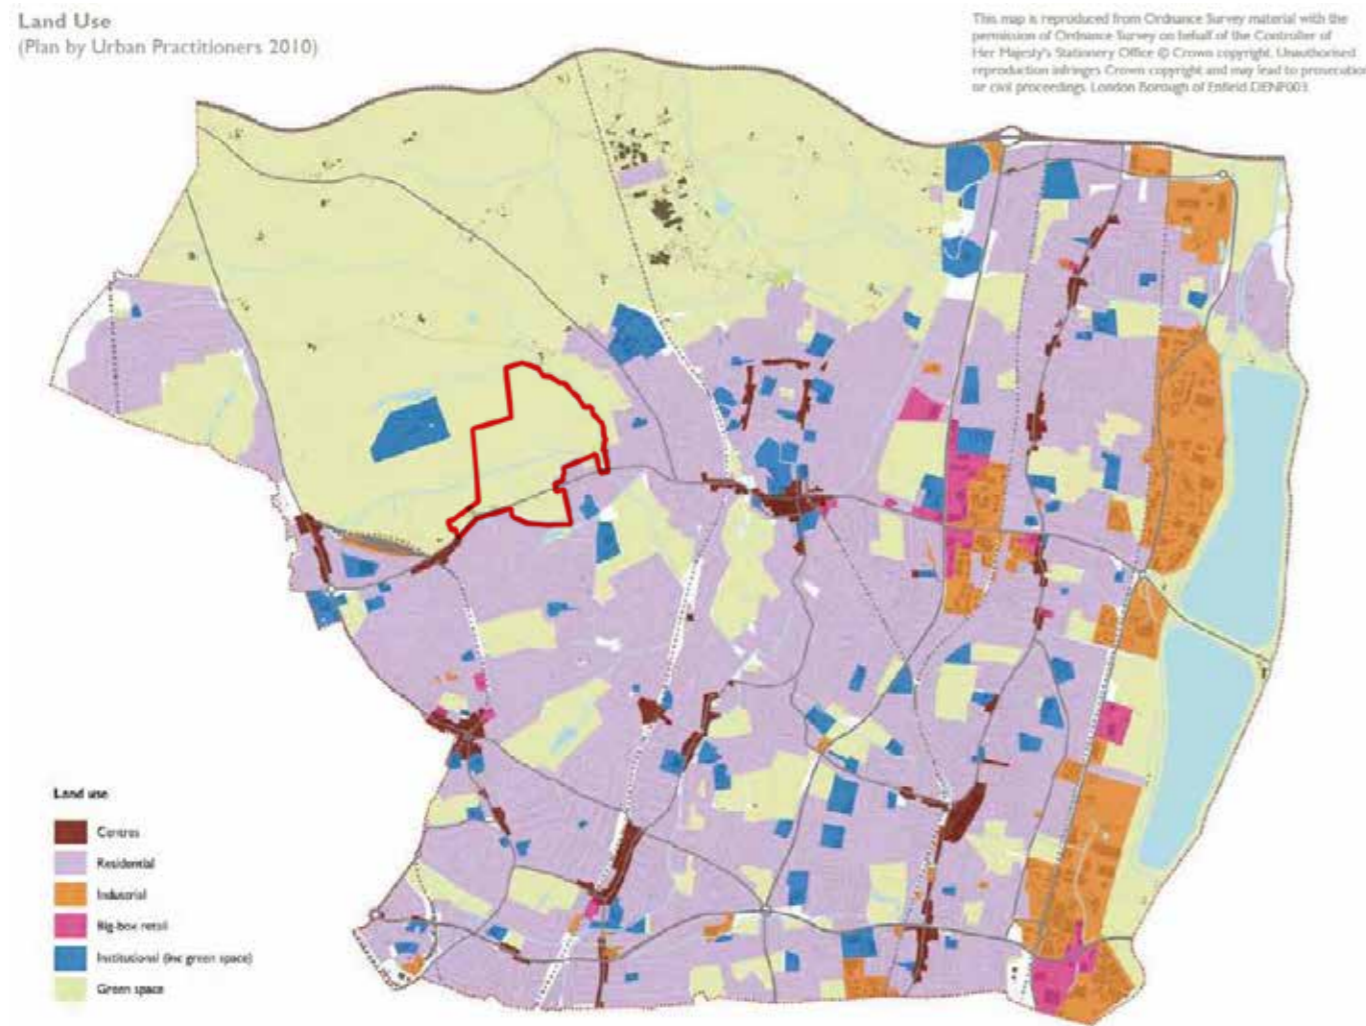 Land Use
(Plan by Urban Practitioners 2010)
This map is reproduced from Ordnance Survey material with the
permission of Ordnance Survey on behalf of the Controller of
Her Majesty's Stationery Office © Crown copyright. Unauthorised
reproduction infringes Crown copyright and may lead to prosecution
or civil proceedings. London Borough of Enfield DENF003
Land use
Centres
Residential
Industrial
Big-box retail
Institutional (inc green space)
Green space